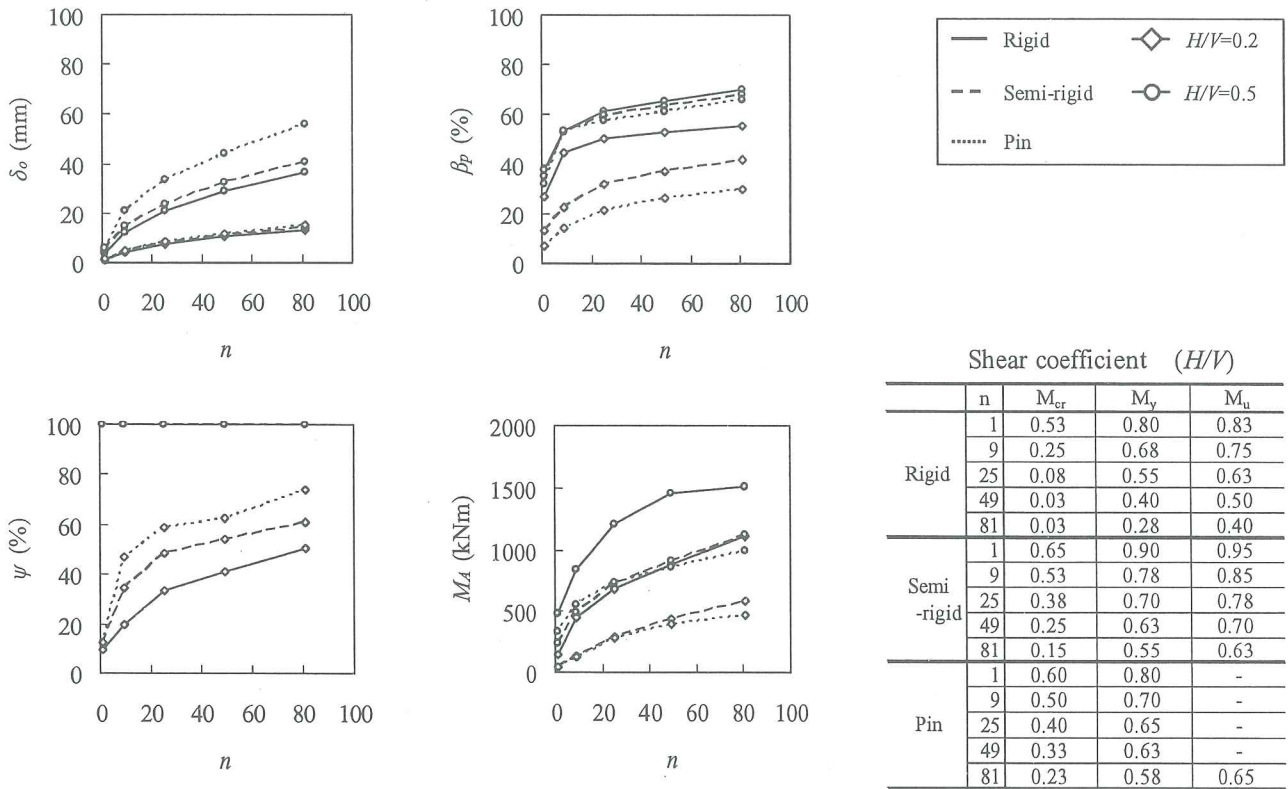 100
80
60
40
20
0
δo (mm)
0 20 40 60 80 100
n
100
80
60
40
20
0
βp (%)
0 20 40 60 80 100
n
Rigid H/V=0.2
Semi-rigid H/V=0.5
Pin
100
80
60
40
20
0
ψ (%)
0 20 40 60 80 100
n
2000
1500
1000
500
0
MA (kNm)
0 20 40 60 80 100
n
Shear coefficient (H/V)
n Mcr My Mu
Rigid
1 0.53 0.80 0.83
9 0.25 0.68 0.75
25 0.08 0.55 0.63
49 0.03 0.40 0.50
81 0.03 0.28 0.40
Semi
-rigid
1 0.65 0.90 0.95
9 0.53 0.78 0.85
25 0.38 0.70 0.78
49 0.25 0.63 0.70
81 0.15 0.55 0.63
Pin
1 0.60 0.80 -
9 0.50 0.70 -
25 0.40 0.65 -
49 0.33 0.63 -
81 0.23 0.58 0.65